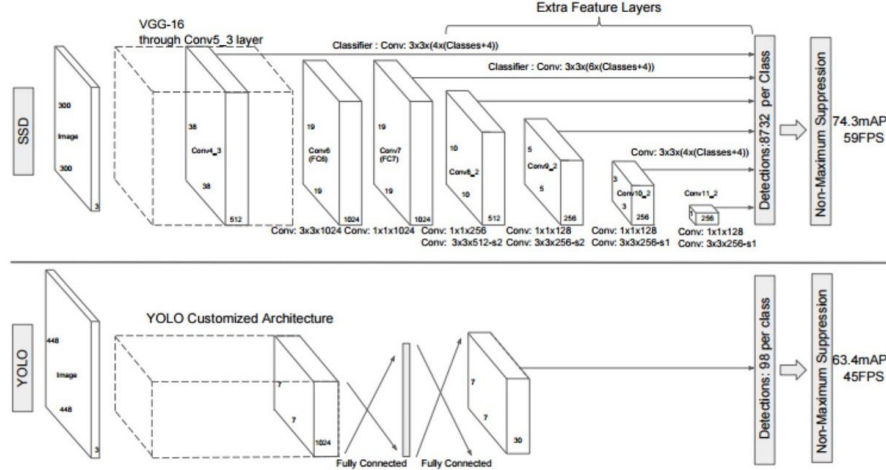 Extra Feature Layers
VGG-16
through Conv5_3 layer
Classifier : Conv: 3x3x(4x(Classes+4))
Classifier : Conv: 3x3x(6x(Classes+4))
SSD
300
Image
300
3
38
Conv4_3
38
512
19
Conv6
(FC6)
19
1024
19
Conv7
(FC7)
19
1024
10
Conv8_2
10
512
5
Conv9_2
5
256
Conv: 3x3x(4x(Classes+4))
3
Conv10_2
3
256
Conv11_2
1
256
Conv: 3x3x1024
Conv: 1x1x1024
Conv: 1x1x256
Conv: 3x3x512-s2
Conv: 1x1x128
Conv: 3x3x256-s2
Conv: 1x1x128
Conv: 3x3x256-s1
Conv: 1x1x128
Conv: 3x3x256-s1
Detections:8732 per Class
Non-Maximum Suppression
74.3mAP
59FPS
YOLO
448
Image
448
3
YOLO Customized Architecture
7
7
1024
Fully Connected
Fully Connected
7
7
30
Detections: 98 per class
Non-Maximum Suppression
63.4mAP
45FPS